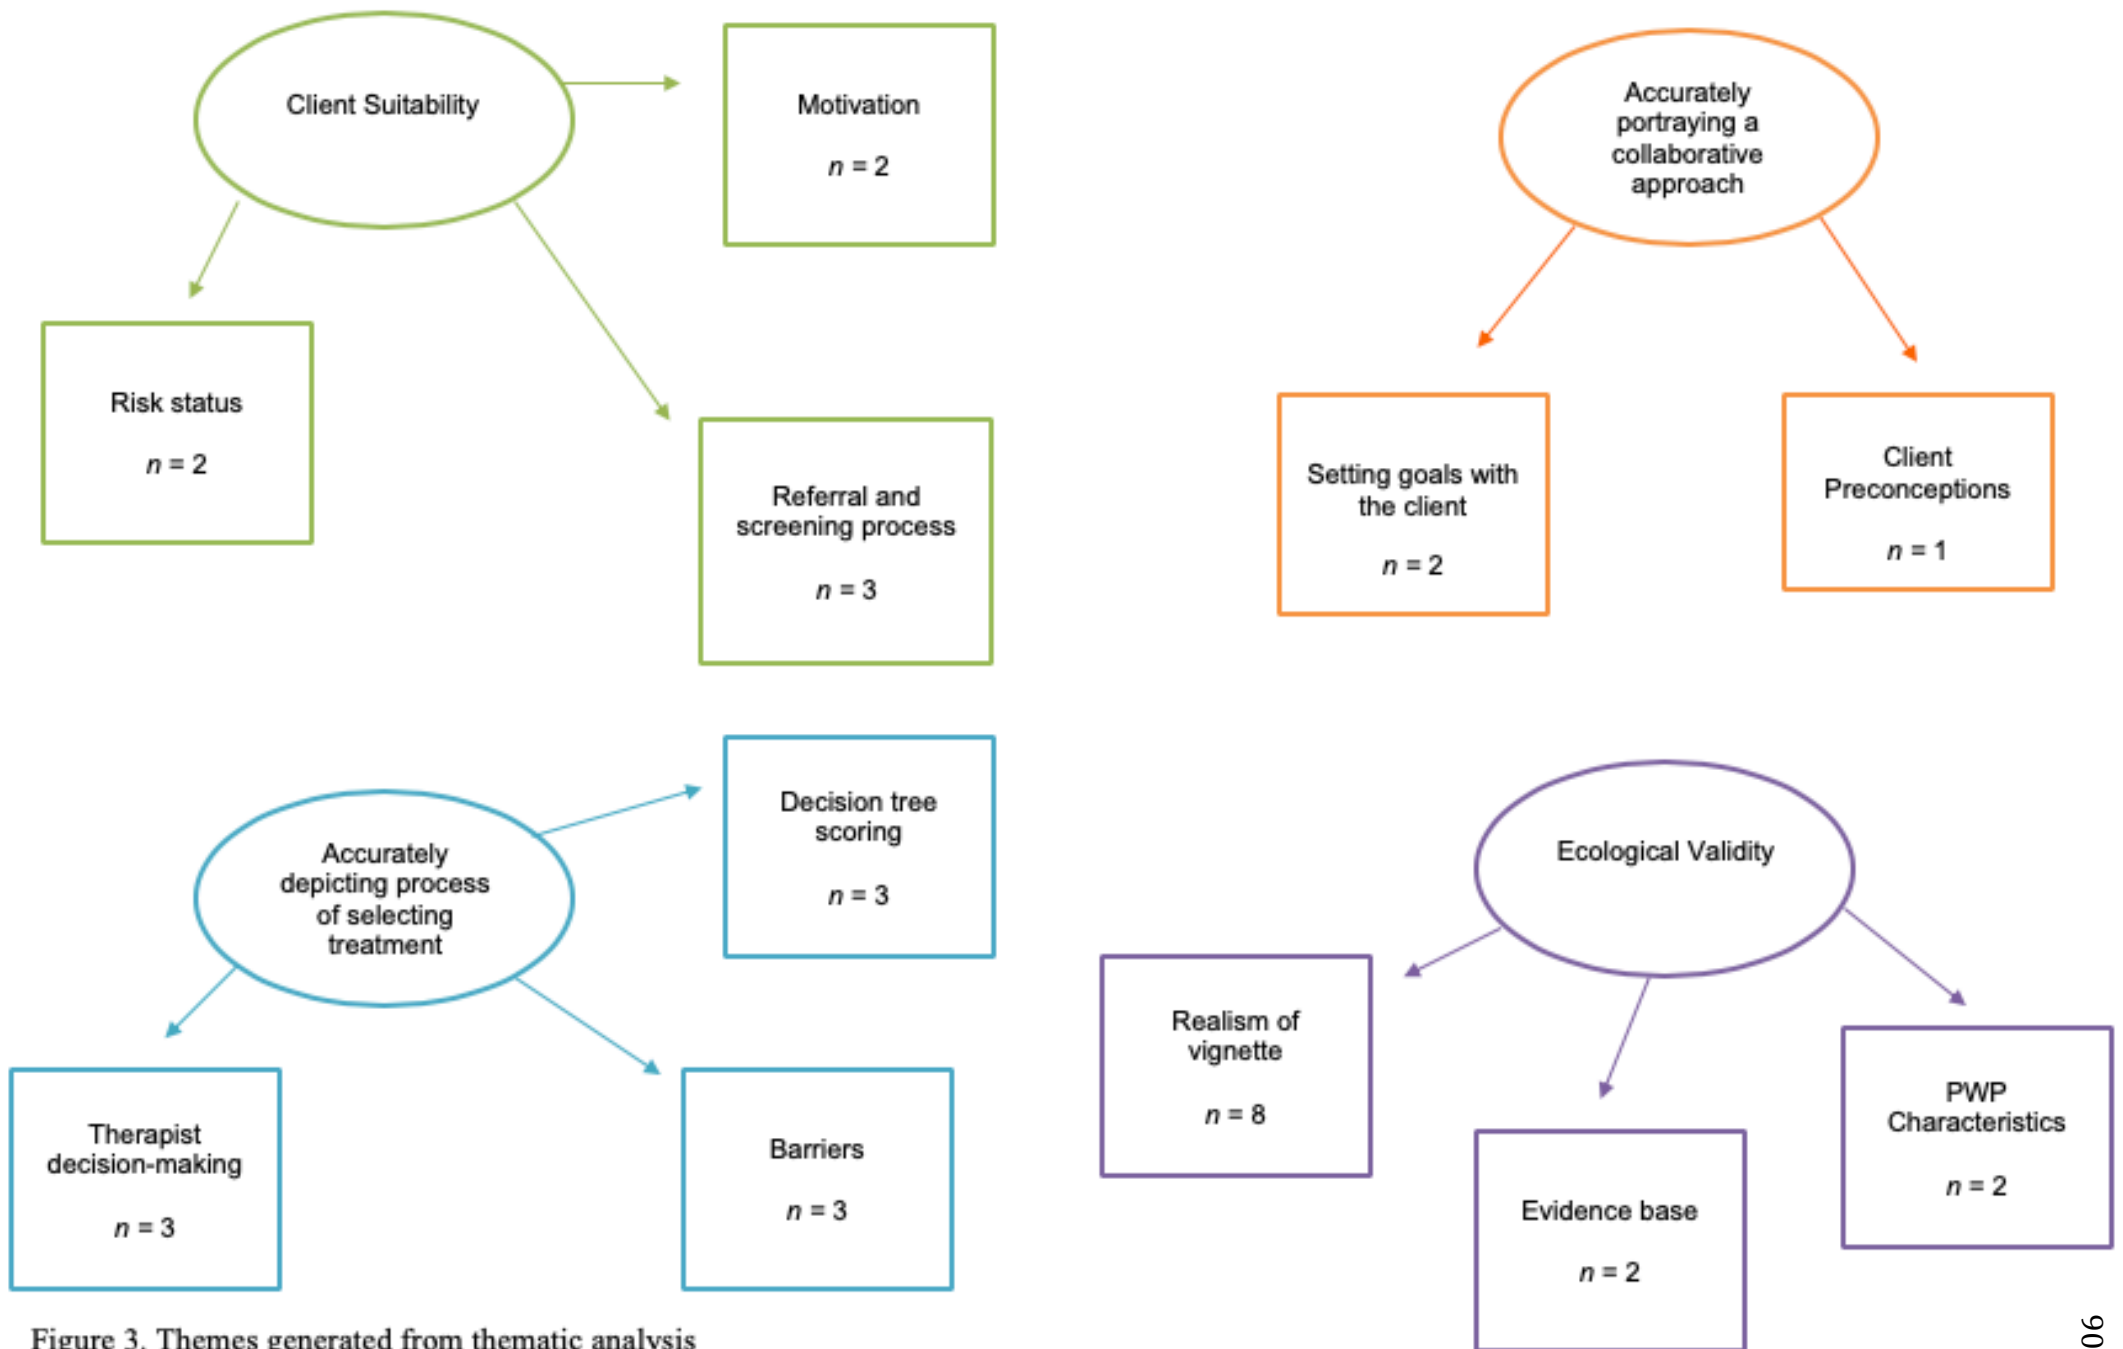 Client Suitability
Motivation
n = 2
Risk status
n = 2
Referral and
screening process
n = 3
Accurately
portraying a
collaborative
approach
Setting goals with
the client
n = 2
Client
Preconceptions
n = 1
Accurately
depicting process
of selecting
treatment
Decision tree
scoring
n = 3
Therapist
decision-making
n = 3
Barriers
n = 3
Ecological Validity
Realism of
vignette
n = 8
Evidence base
n = 2
PWP
Characteristics
n = 2
Figure 3. Themes generated from thematic analysis
90